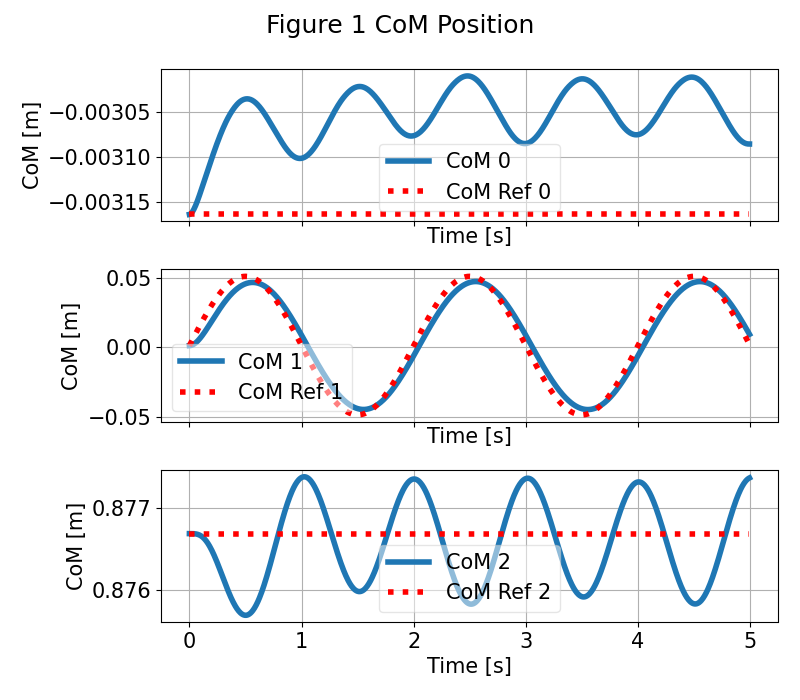 Figure 1 CoM Position
CoM [m]
−0.00305
−0.00310
−0.00315
CoM 0
CoM Ref 0
Time [s]
CoM [m]
0.05
0.00
−0.05
CoM 1
CoM Ref 1
Time [s]
CoM [m]
0.877
0.876
CoM 2
CoM Ref 2
0 1 2 3 4 5
Time [s]